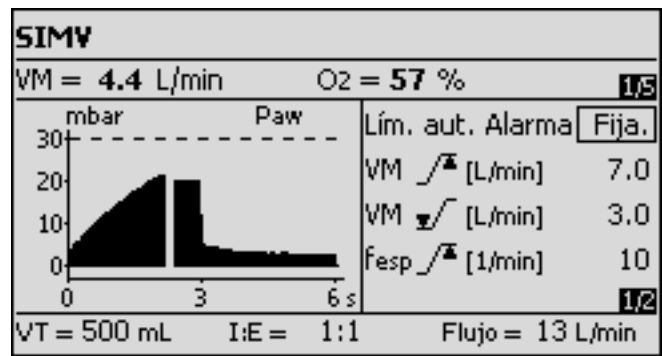 SIMV
VM = 4.4 L/min O2 = 57 % 1/5
mbar Paw
30
20
10
0
0 3 6 s
Lím. aut. Alarma Fija.
VM [L/min] 7.0
VM [L/min] 3.0
fesp [1/min] 10
1/2
VT = 500 mL I:E = 1:1 Flujo = 13 L/min